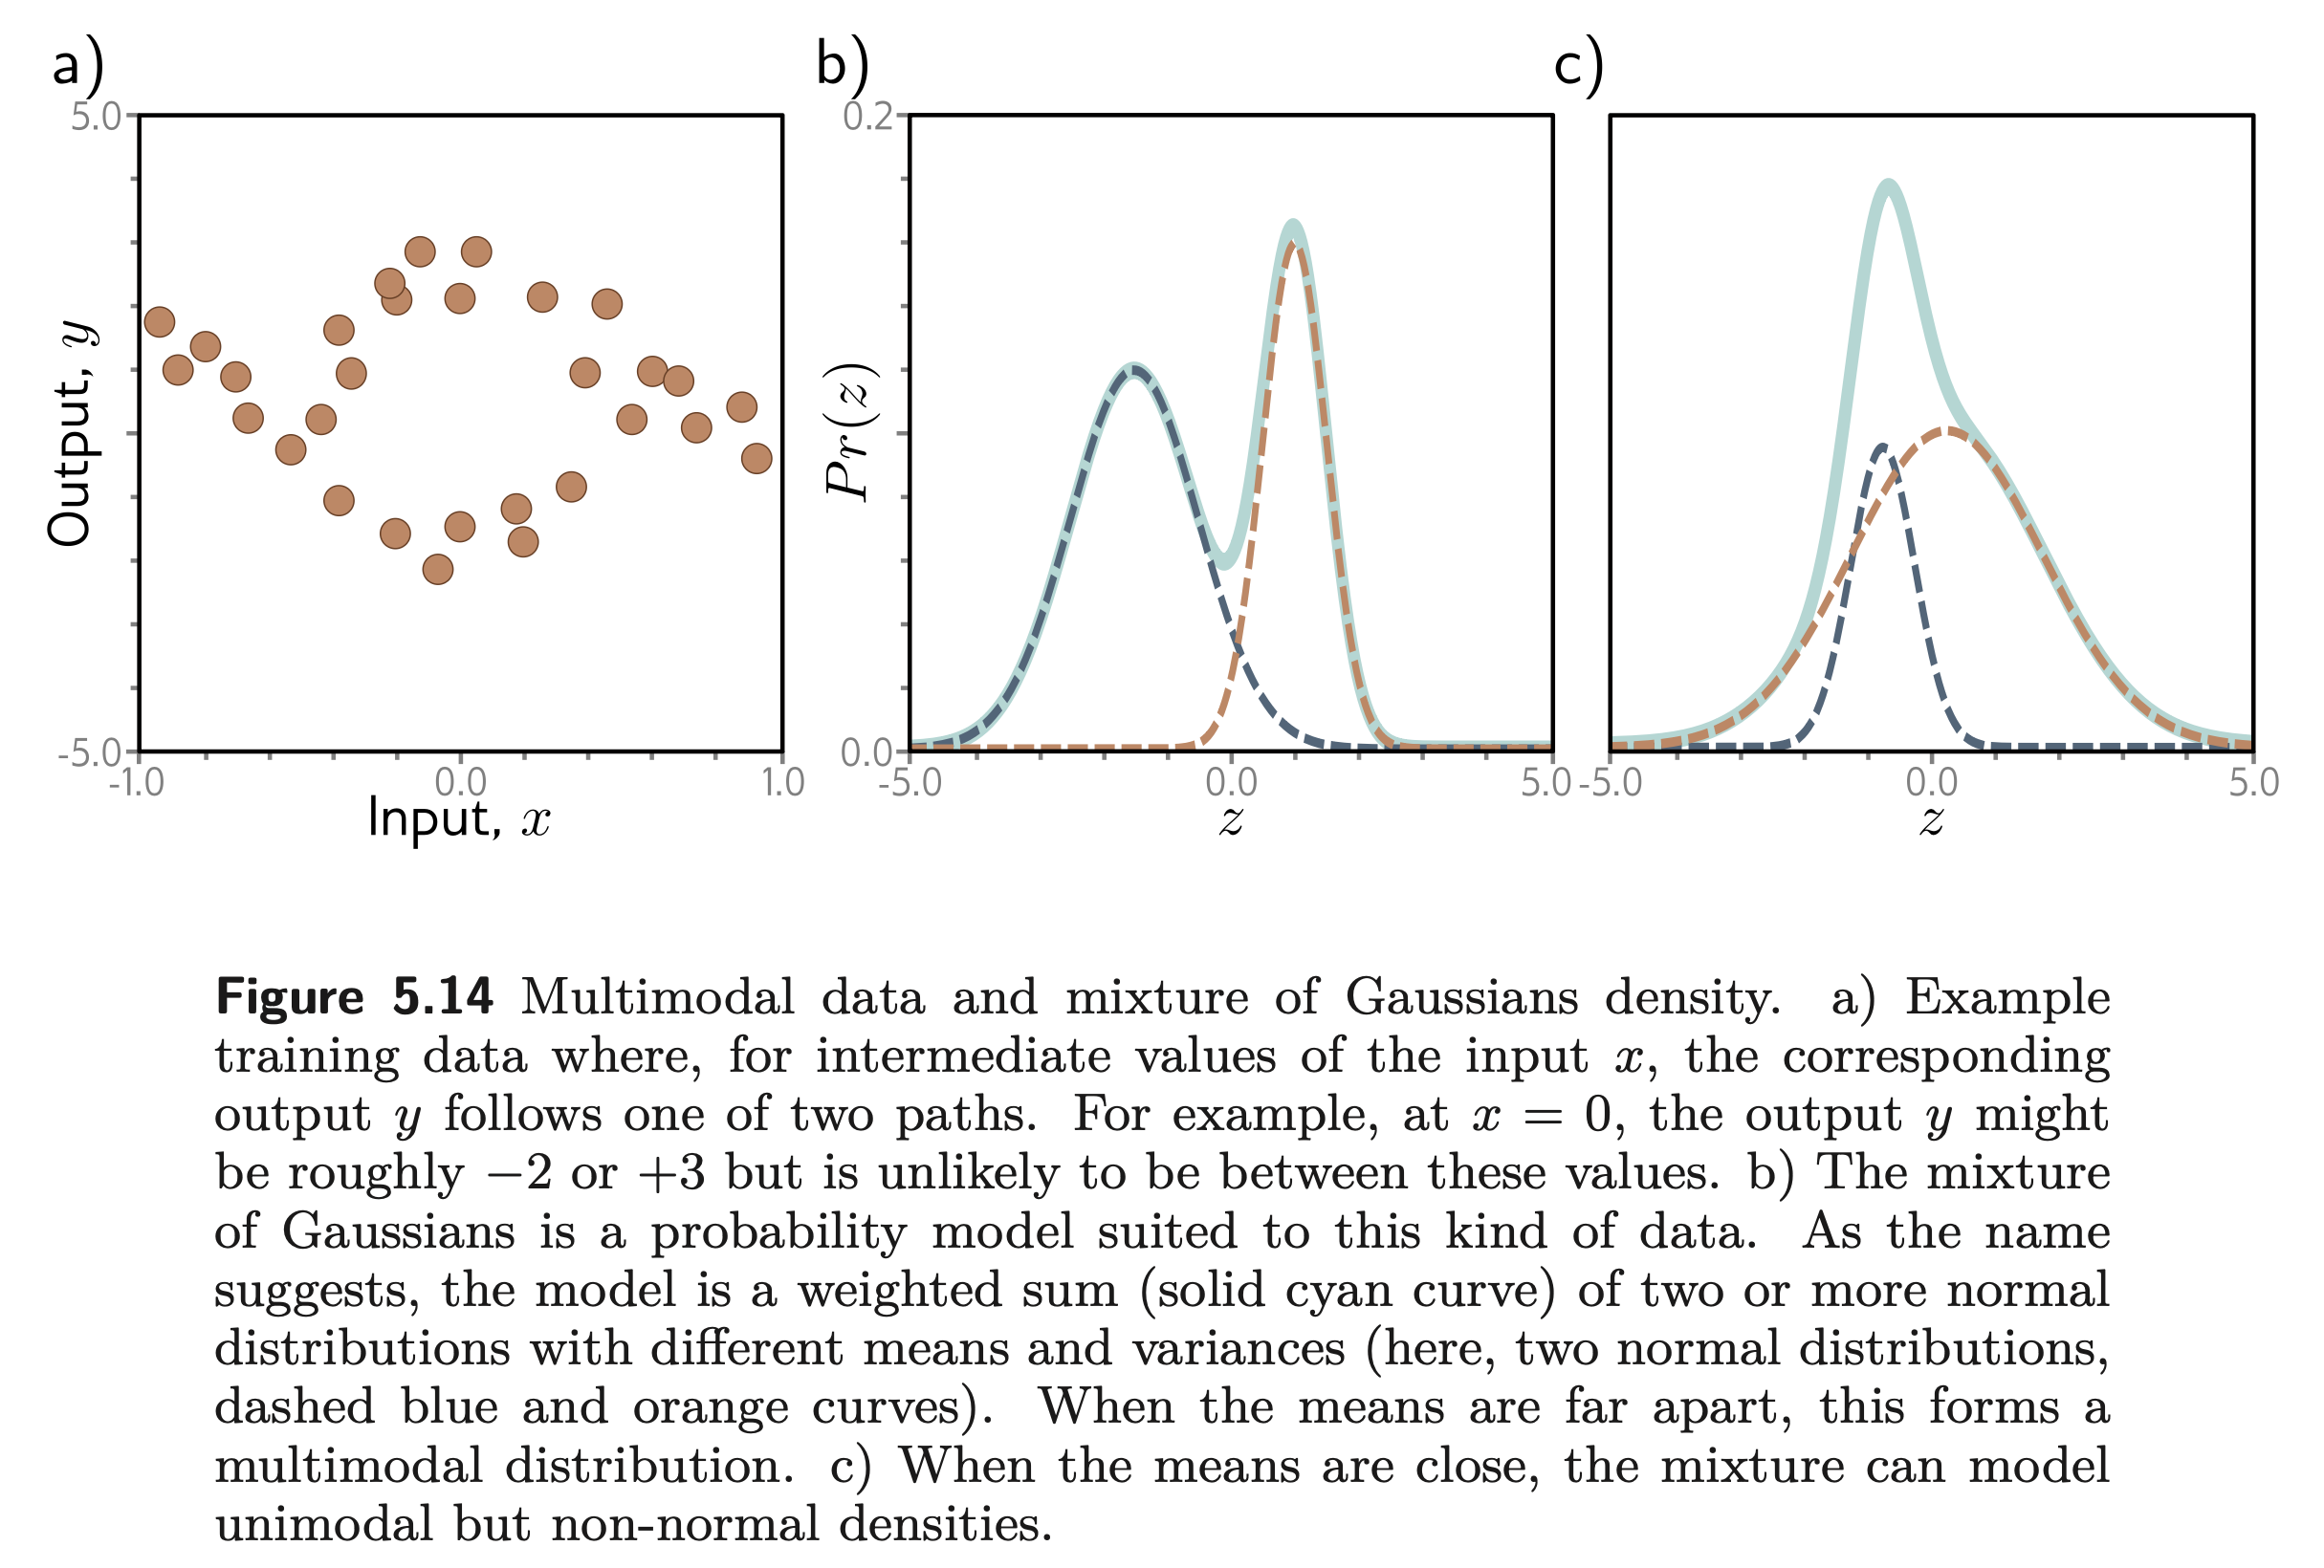 a)
b)
c)
5.0
-5.0
-1.0
0.0
1.0
Output, y
Input, x
0.2
0.0
-5.0
0.0
5.0
Pr(z)
z
-5.0
0.0
5.0
z
Figure 5.14 Multimodal data and mixture of Gaussians density. a) Example
training data where, for intermediate values of the input x, the corresponding
output y follows one of two paths. For example, at x = 0, the output y might
be roughly −2 or +3 but is unlikely to be between these values. b) The mixture
of Gaussians is a probability model suited to this kind of data. As the name
suggests, the model is a weighted sum (solid cyan curve) of two or more normal
distributions with different means and variances (here, two normal distributions,
dashed blue and orange curves). When the means are far apart, this forms a
multimodal distribution. c) When the means are close, the mixture can model
unimodal but non-normal densities.